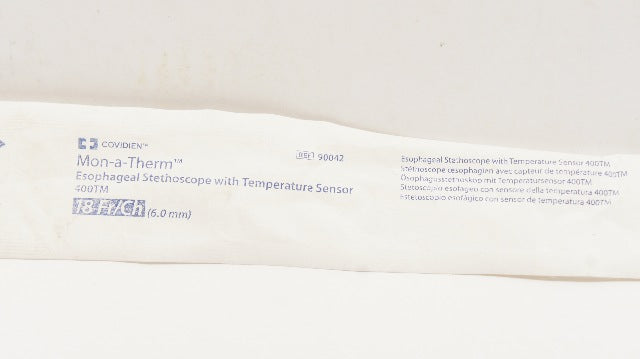 COVIDIEN™
Mon-a-Therm™
Esophageal Stethoscope with Temperature Sensor
400TM
18 Fr/Ch (6.0 mm)
REF 90042
Esophageal Stethoscope with Temperature Sensor 400TM
Stéthoscope œsophagien avec capteur de température 400TM
Ösophagusstethoskop mit Temperatursensor 400TM
Stetoscopio esofageo con sensore della temperatura 400TM
Estetoscopio esofágico con sensor de temperatura 400TM